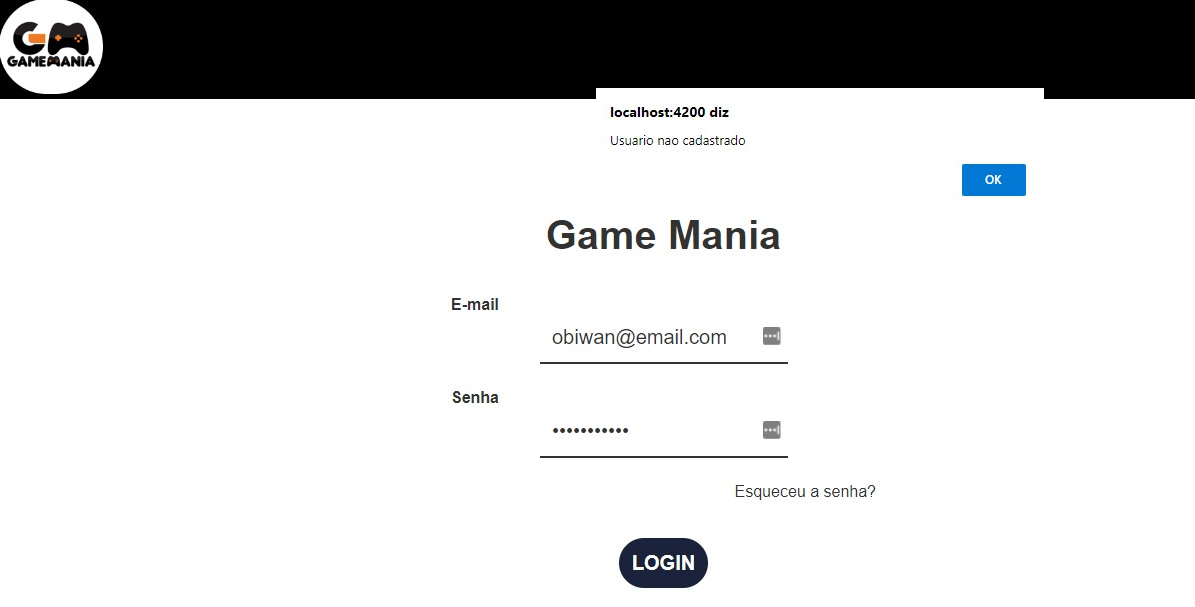 GM
GAMEMANIA
localhost:4200 diz
Usuario nao cadastrado
OK
Game Mania
E-mail
obiwan@email.com
Senha
•••••••••••
Esqueceu a senha?
LOGIN